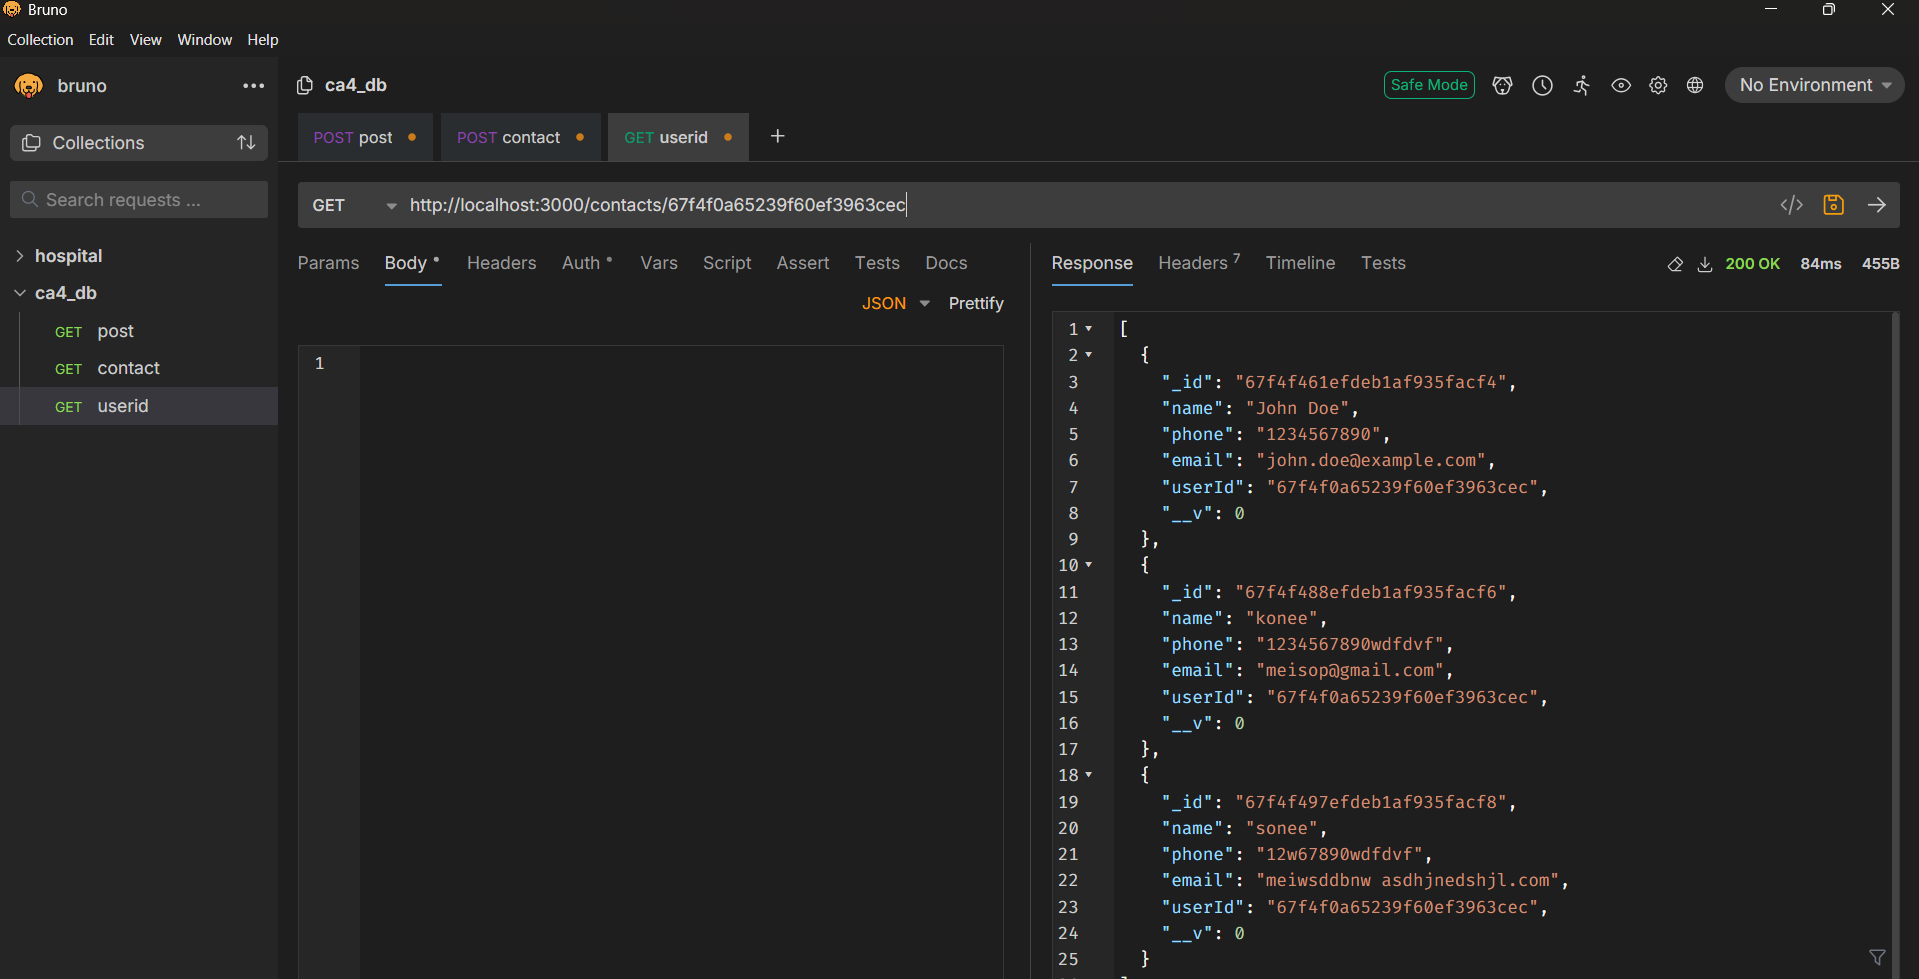 Bruno
Collection Edit View Window Help
bruno
ca4_db
Safe Mode
No Environment
Collections
POST post
POST contact
GET userid
Search requests ...
GET http://localhost:3000/contacts/67f4f0a65239f60ef3963cec
hospital
ca4_db
GET post
GET contact
GET userid
Params Body Headers Auth Vars Script Assert Tests Docs
JSON Prettify
1
Response Headers 7 Timeline Tests
200 OK 84ms 455B
1 [
2 {
3 "_id": "67f4f461efdeb1af935facf4",
4 "name": "John Doe",
5 "phone": "1234567890",
6 "email": "john.doe@example.com",
7 "userId": "67f4f0a65239f60ef3963cec",
8 "__v": 0
9 },
10 {
11 "_id": "67f4f488efdeb1af935facf6",
12 "name": "konee",
13 "phone": "1234567890wdfdvf",
14 "email": "meisop@gmail.com",
15 "userId": "67f4f0a65239f60ef3963cec",
16 "__v": 0
17 },
18 {
19 "_id": "67f4f497efdeb1af935facf8",
20 "name": "sonee",
21 "phone": "12w67890wdfdvf",
22 "email": "meiwsddbnw asdhjnedshjl.com",
23 "userId": "67f4f0a65239f60ef3963cec",
24 "__v": 0
25 }